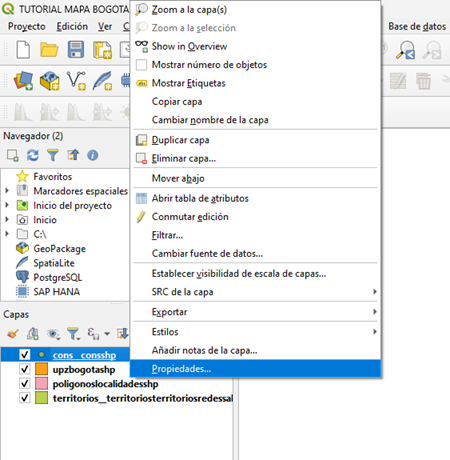 TUTORIAL MAPA BOGOTA
Proyecto
Base de datos
Zoom a la capa(s)
Zoom a la selección
Show in Overview
Mostrar número de objetos
Mostrar Etiquetas
Copiar capa
Cambiar nombre de la capa
Duplicar capa
Eliminar capa...
Mover abajo
Abrir tabla de atributos
Conmutar edición
Filtrar...
Cambiar fuente de datos...
Establecer visibilidad de escala de capas...
SRC de la capa
Exportar
Estilos
Añadir notas de la capa...
Propiedades...
Navegador (2)
Favoritos
Marcadores espaciales
Inicio del proyecto
Inicio
C:\
GeoPackage
SpatiaLite
PostgreSQL
SAP HANA
Capas
cons_consshp
upzbogotashp
poligonoslocalidadesshp
territorios_territoriosterritoriosredessal